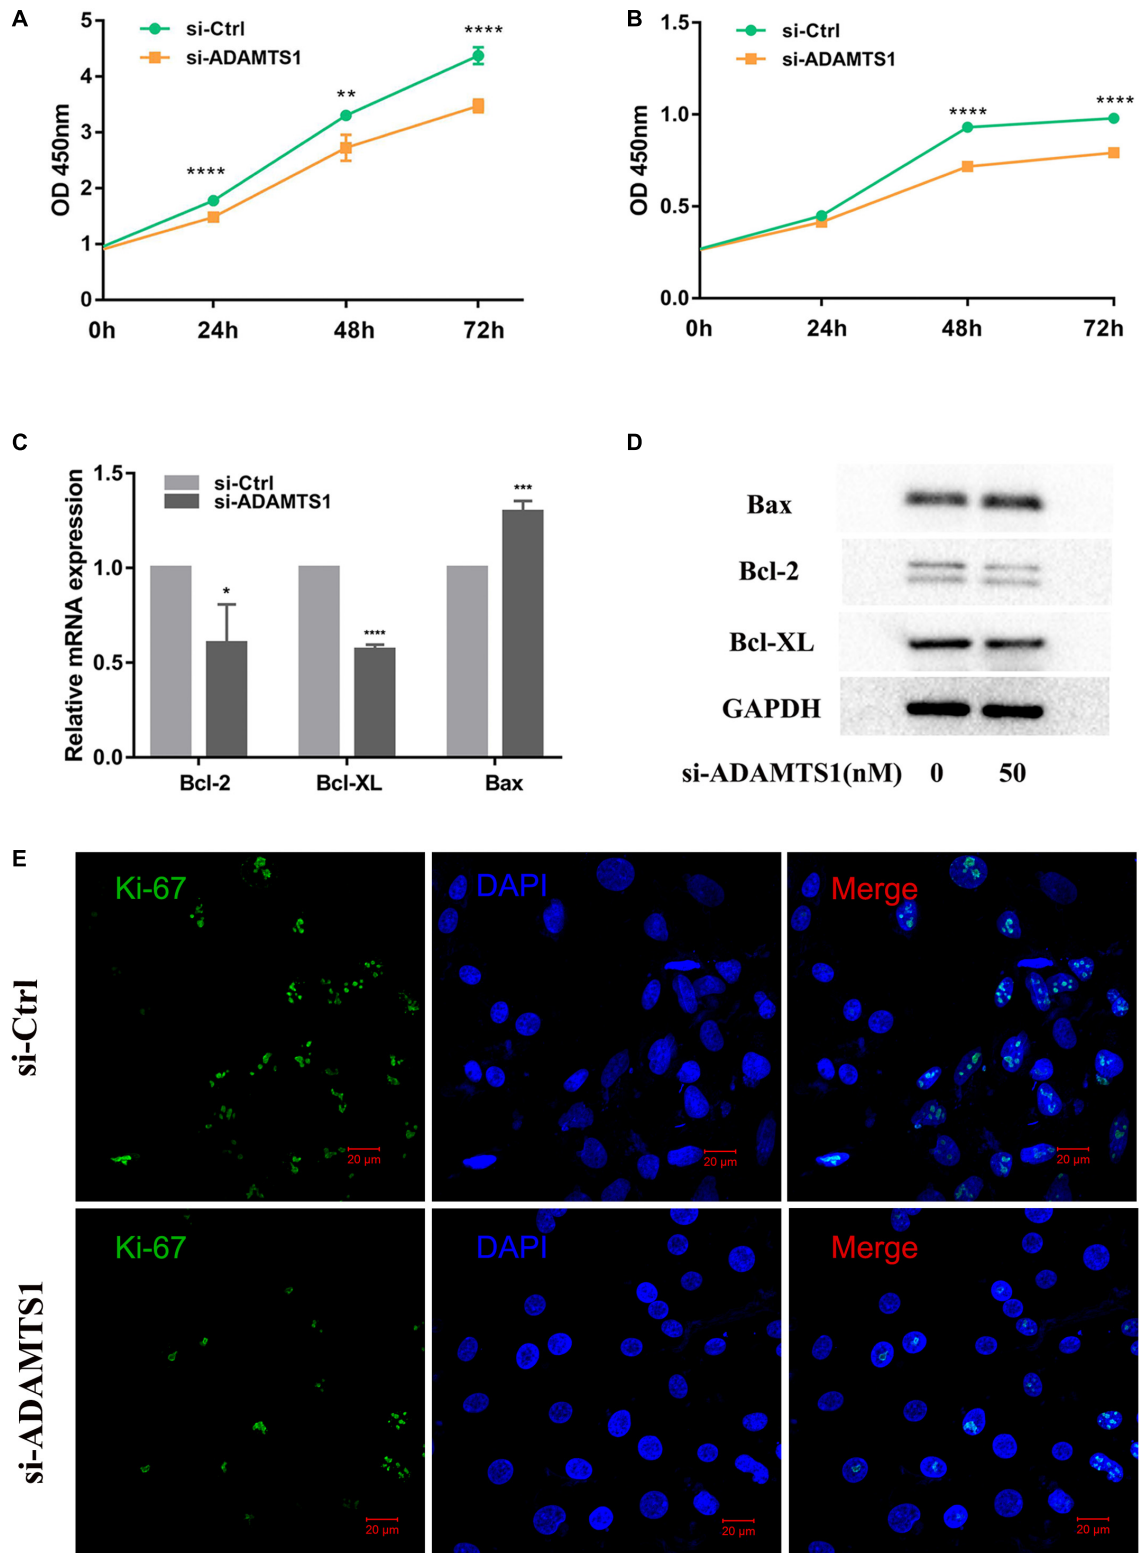 A
si-Ctrl
si-ADAMTS1
OD 450nm
5
4
3
2
1
0
****
**
****
0h 24h 48h 72h
B
si-Ctrl
si-ADAMTS1
OD 450nm
1.5
1.0
0.5
0.0
****
****
0h 24h 48h 72h
C
si-Ctrl
si-ADAMTS1
Relative mRNA expression
1.5
1.0
0.5
0.0
*
****
***
Bcl-2 Bcl-XL Bax
D
Bax
Bcl-2
Bcl-XL
GAPDH
si-ADAMTS1(nM) 0 50
E
si-Ctrl
Ki-67 DAPI Merge
20 µm 20 µm 20 µm
si-ADAMTS1
Ki-67 DAPI Merge
20 µm 20 µm 20 µm